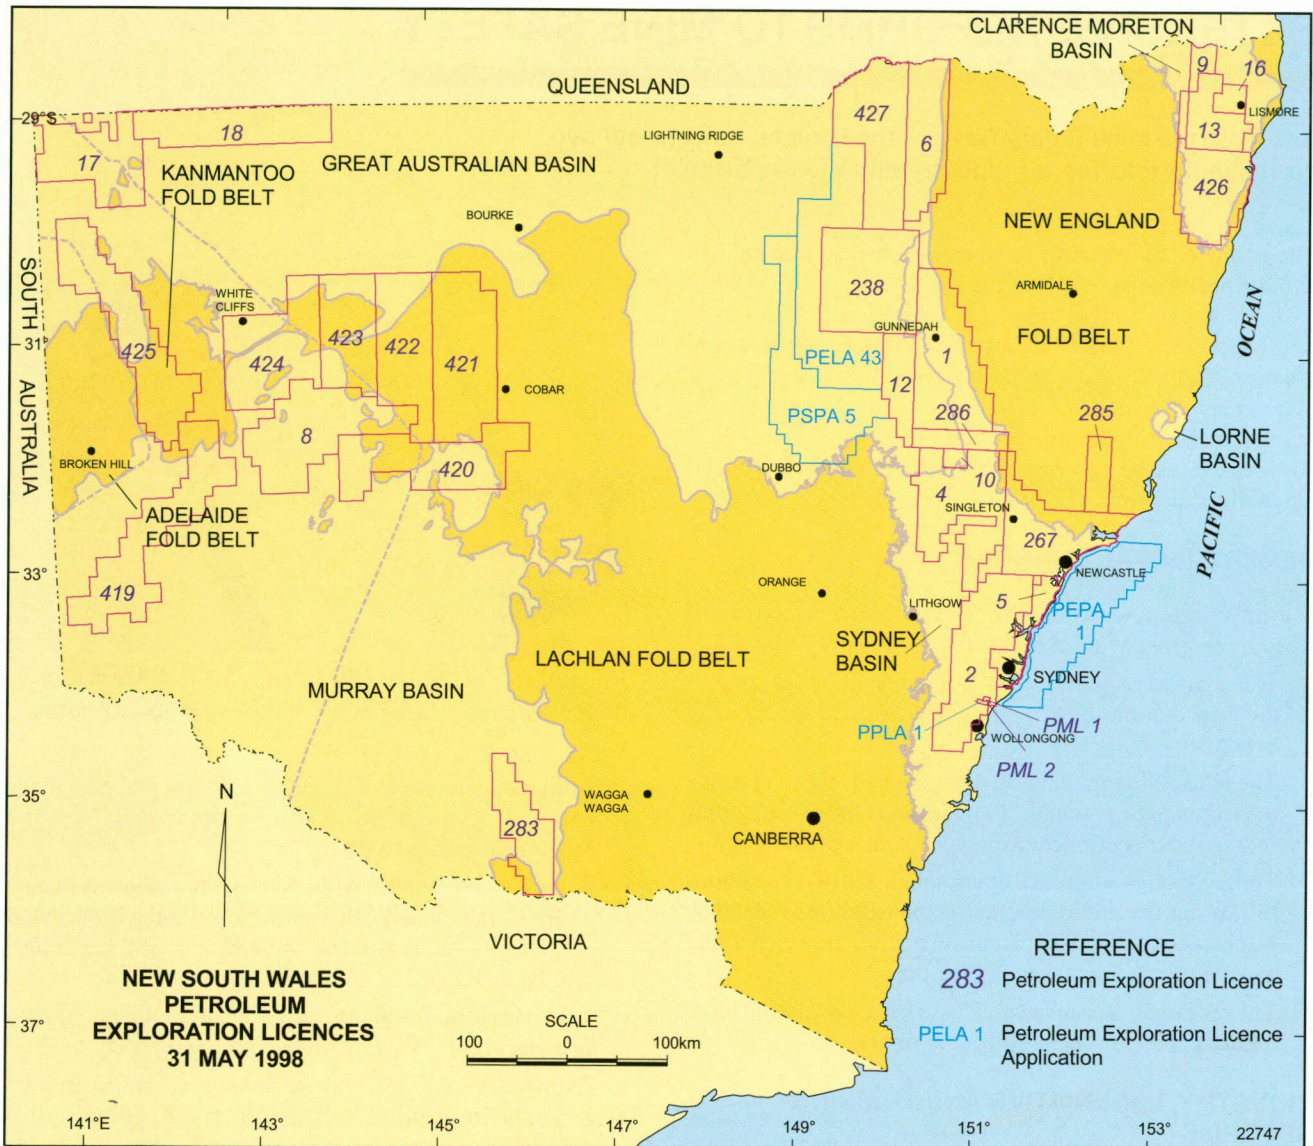 CLARENCE MORETON
BASIN
9
16
QUEENSLAND
29°S
LISMORE
427
18
LIGHTNING RIDGE
13
6
17
KANMANTOO
FOLD BELT
GREAT AUSTRALIAN BASIN
426
BOURKE
NEW ENGLAND
SOUTH
AUSTRALIA
WHITE
CLIFFS
238
ARMIDALE
OCEAN
GUNNEDAH
FOLD BELT
31°
425
424
423
422
421
PELA 43
1
12
COBAR
PSPA 5
286
285
8
LORNE
BASIN
BROKEN HILL
420
DUBBO
10
4
SINGLETON
ADELAIDE
FOLD BELT
267
PACIFIC
33°
NEWCASTLE
419
ORANGE
5
LITHGOW
PEPA
1
SYDNEY
BASIN
LACHLAN FOLD BELT
2
SYDNEY
MURRAY BASIN
PML 1
PPLA 1
WOLLONGONG
PML 2
35°
N
WAGGA
WAGGA
283
CANBERRA
VICTORIA
REFERENCE
283 Petroleum Exploration Licence
PELA 1 Petroleum Exploration Licence
Application
NEW SOUTH WALES
PETROLEUM
EXPLORATION LICENCES
31 MAY 1998
SCALE
100 0 100km
37°
141°E 143° 145° 147° 149° 151° 153° 22747